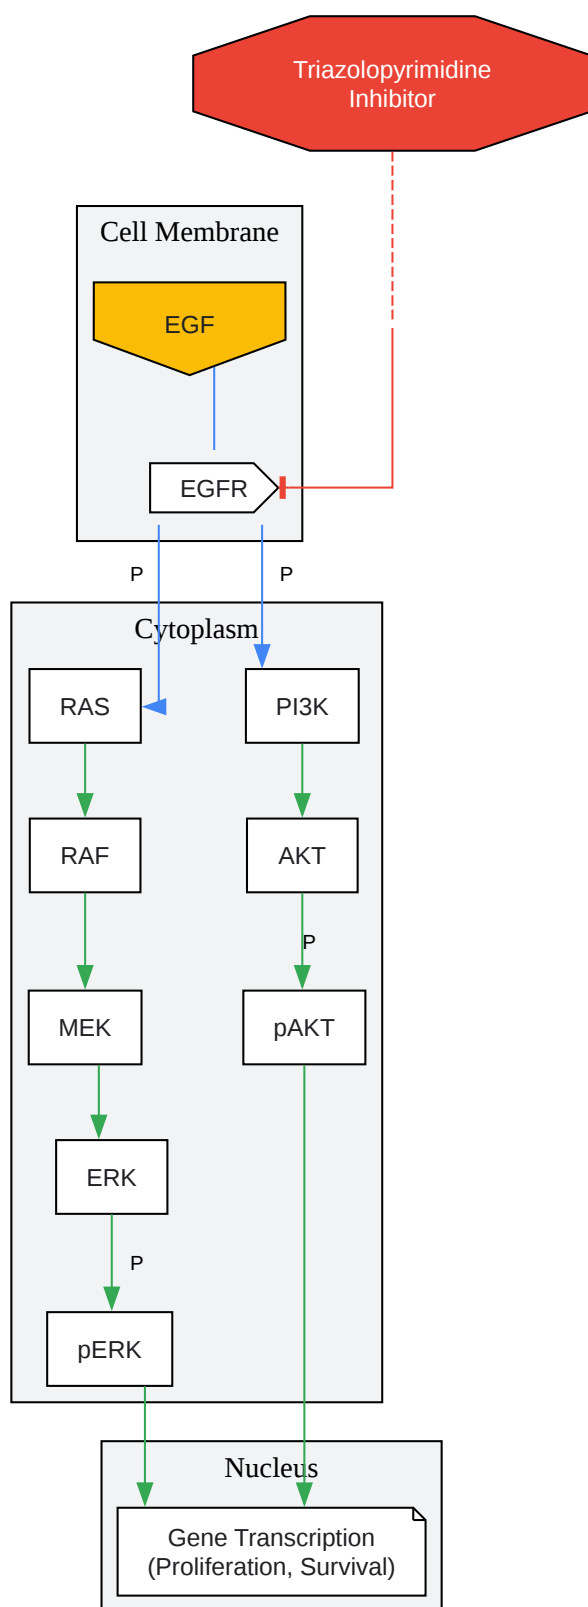 Triazolopyrimidine
Inhibitor
Cell Membrane
EGF
EGFR
P
P
Cytoplasm
RAS
PI3K
RAF
AKT
P
MEK
pAKT
ERK
P
pERK
Nucleus
Gene Transcription
(Proliferation, Survival)